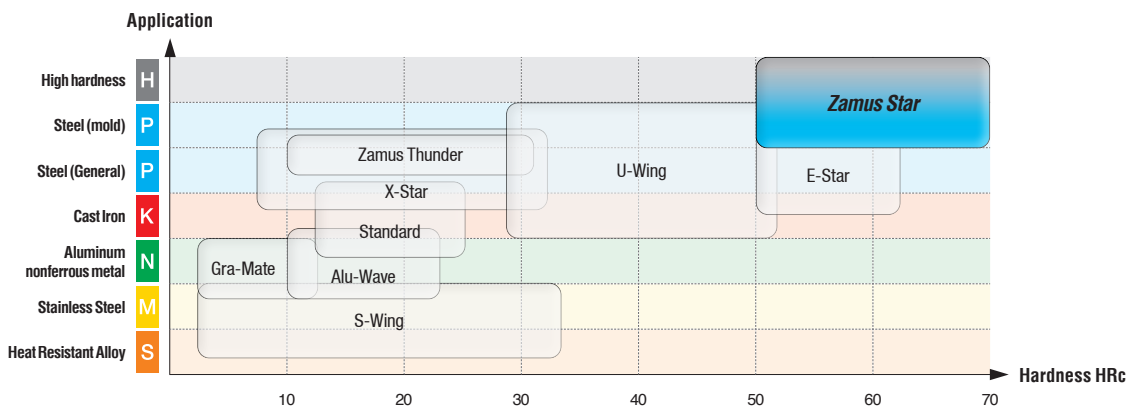 Application
High hardness H
Steel (mold) P
Zamus Star
Steel (General) P
Zamus Thunder
U-Wing
E-Star
X-Star
Cast Iron K
Standard
Aluminum
nonferrous metal N
Gra-Mate
Alu-Wave
Stainless Steel M
S-Wing
Heat Resistant Alloy S
Hardness HRc
10 20 30 40 50 60 70